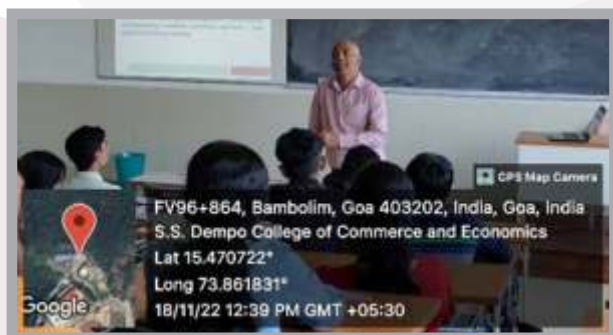 GPS Map Camera
FV96+864, Bambolim, Goa 403202, India, Goa, India
S.S. Dempo College of Commerce and Economics
Lat 15.470722°
Long 73.861831°
18/11/22 12:39 PM GMT +05:30
Google